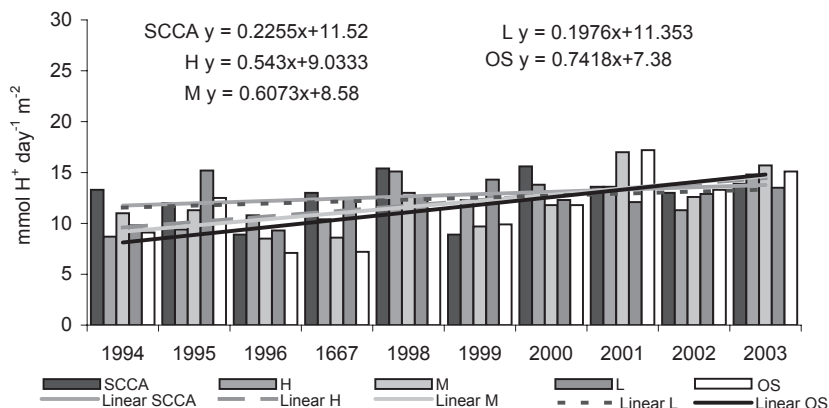 SCCA y = 0.2255x+11.52
L y = 0.1976x+11.353
H y = 0.543x+9.0333
OS y = 0.7418x+7.38
M y = 0.6073x+8.58
mmol H⁺ day⁻¹ m⁻²
30
25
20
15
10
5
0
1994 1995 1996 1667 1998 1999 2000 2001 2002 2003
SCCA H M L OS
Linear SCCA Linear H Linear M Linear L Linear OS